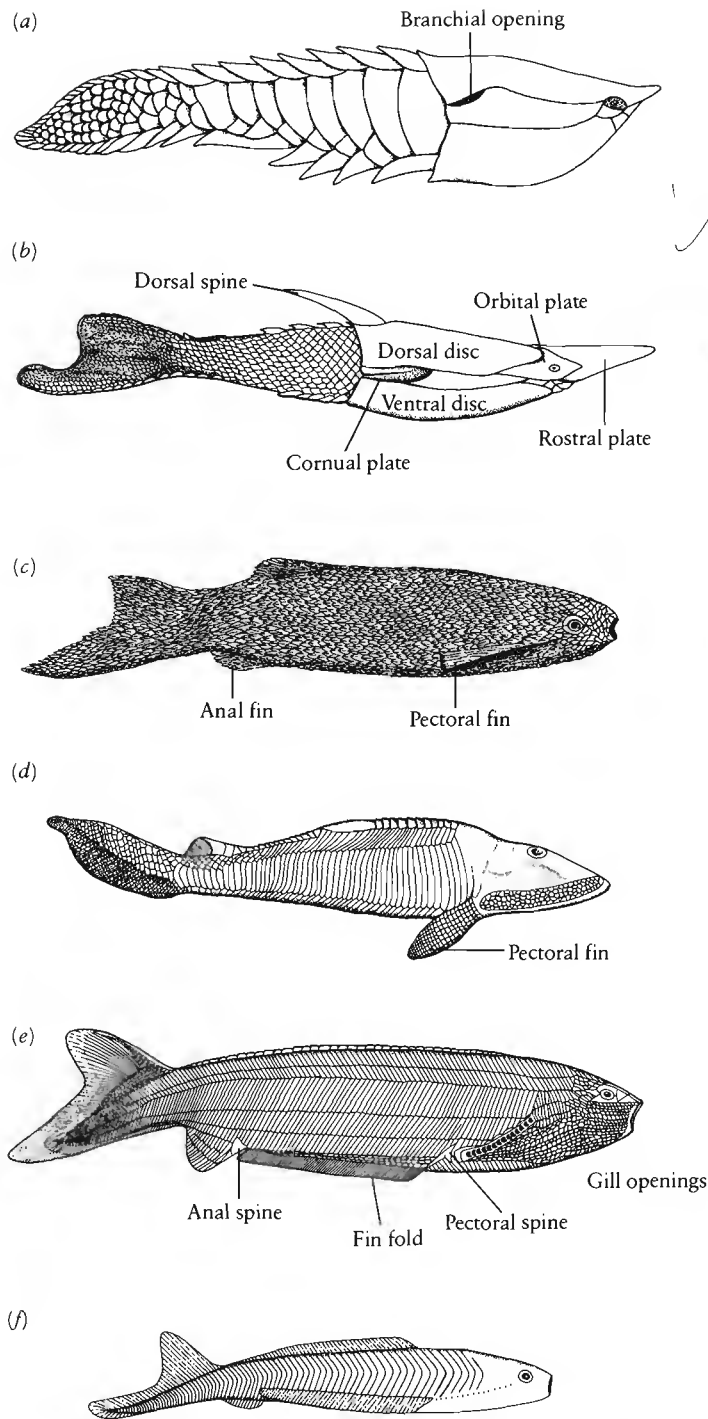 (a)
Branchial opening
(b)
Dorsal spine
Orbital plate
Dorsal disc
Ventral disc
Rostral plate
Cornual plate
(c)
Anal fin
Pectoral fin
(d)
Pectoral fin
(e)
Gill openings
Anal spine
Pectoral spine
Fin fold
(f)